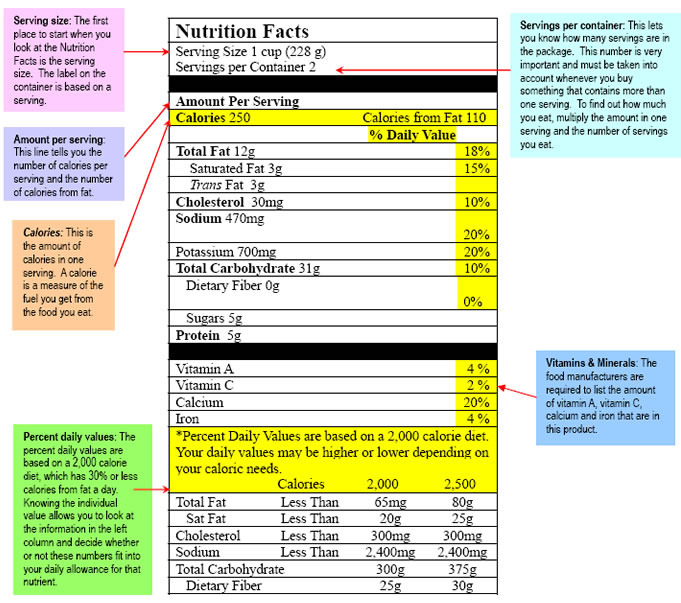 Serving size: The first
place to start when you
look at the Nutrition
Facts is the serving
size. The label on the
container is based on a
serving.
Amount per serving:
This line tells you the
number of calories per
serving and the number
of calories from fat.
Calories: This is
the amount of
calories in one
serving. A calorie
is a measure of the
fuel you get from
the food you eat.
Percent daily values: The
percent daily values are
based on a 2,000 calorie
diet, which has 30% or less
calories from fat a day.
Knowing the individual
value allows you to look at
the information in the left
column and decide whether
or not these numbers fit into
your daily allowance for that
nutrient.
Nutrition Facts
Serving Size 1 cup (228 g)
Servings per Container 2
Amount Per Serving
Calories 250 Calories from Fat 110
% Daily Value
Total Fat 12g 18%
Saturated Fat 3g 15%
Trans Fat 3g
Cholesterol 30mg 10%
Sodium 470mg
20%
Potassium 700mg 20%
Total Carbohydrate 31g 10%
Dietary Fiber 0g
0%
Sugars 5g
Protein 5g
Vitamin A 4 %
Vitamin C 2 %
Calcium 20%
Iron 4 %
*Percent Daily Values are based on a 2,000 calorie diet.
Your daily values may be higher or lower depending on
your caloric needs.
Calories 2,000 2,500
Total Fat Less Than 65mg 80g
Sat Fat Less Than 20g 25g
Cholesterol Less Than 300mg 300mg
Sodium Less Than 2,400mg 2,400mg
Total Carbohydrate 300g 375g
Dietary Fiber 25g 30g
Servings per container: This lets
you know how many servings are in
the package. This number is very
important and must be taken into
account whenever you buy
something that contains more than
one serving. To find out how much
you eat, multiply the amount in one
serving and the number of servings
you eat.
Vitamins & Minerals: The
food manufacturers are
required to list the amount
of vitamin A, vitamin C,
calcium and iron that are in
this product.